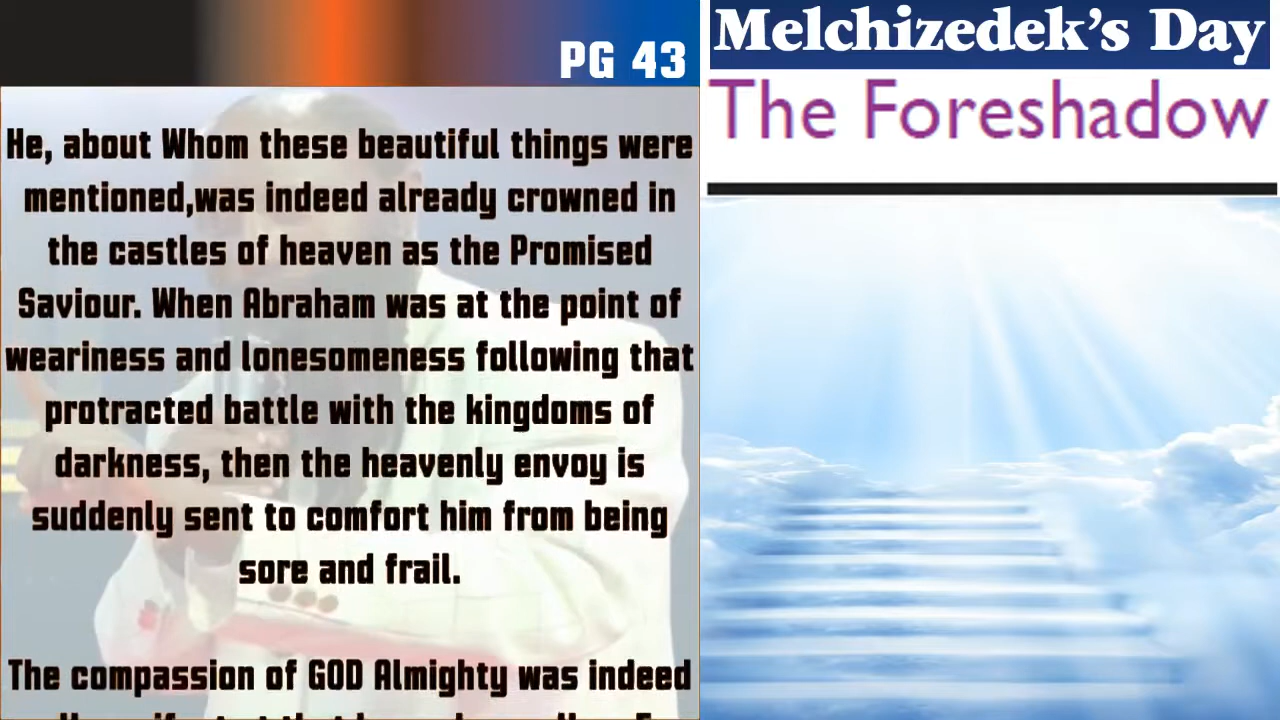 PG 43
He, about Whom these beautiful things were
mentioned,was indeed already crowned in
the castles of heaven as the Promised
Saviour. When Abraham was at the point of
weariness and lonesomeness following that
protracted battle with the kingdoms of
darkness, then the heavenly envoy is
suddenly sent to comfort him from being
sore and frail.
The compassion of GOD Almighty was indeed
Melchizedek’s Day
The Foreshadow